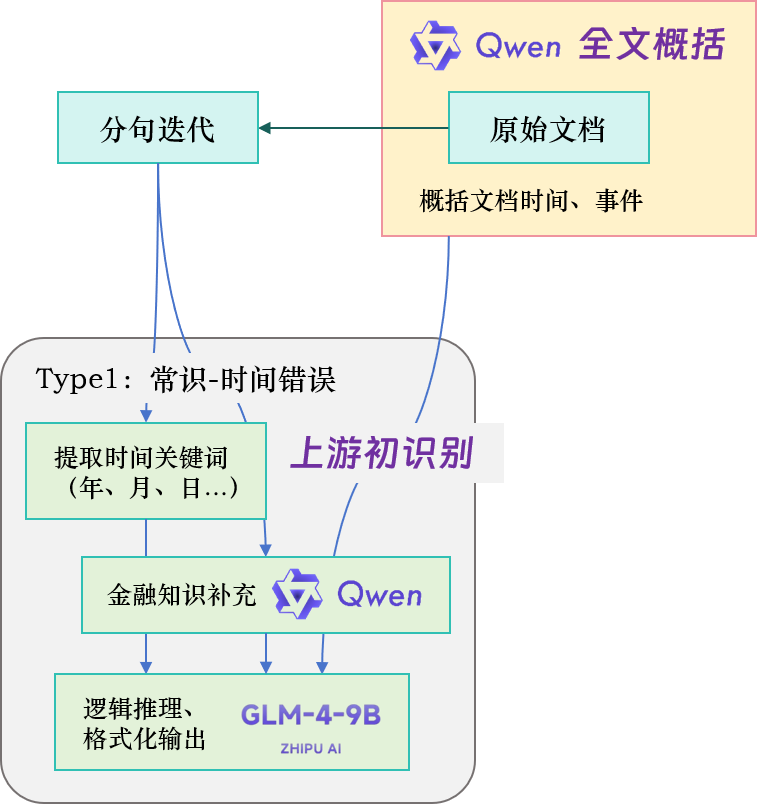 Qwen 全文概括
分句迭代
原始文档
概括文档时间、事件
Type1：常识-时间错误
上游初识别
提取时间关键词
（年、月、日...）
金融知识补充 Qwen
逻辑推理、
格式化输出
GLM-4-9B
ZHIPU AI